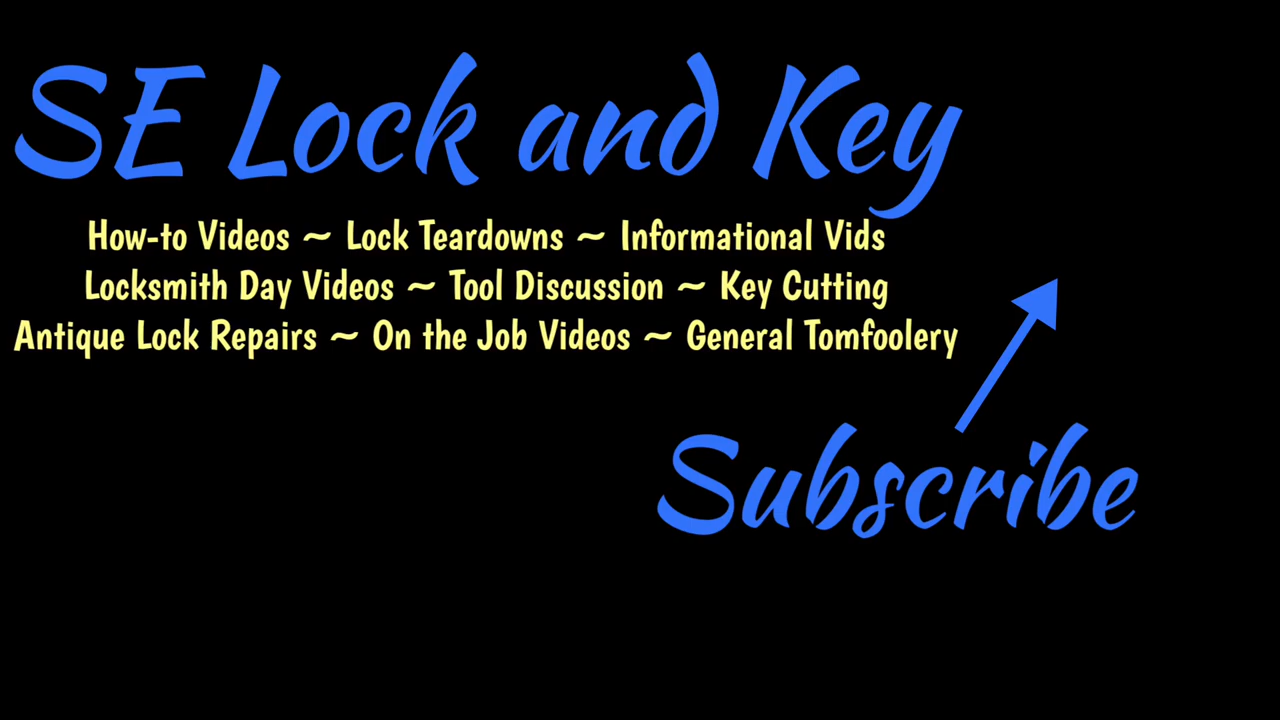 SE Lock and Key
How-to Videos ~ Lock Teardowns ~ Informational Vids
Locksmith Day Videos ~ Tool Discussion ~ Key Cutting
Antique Lock Repairs ~ On the Job Videos ~ General Tomfoolery
Subscribe